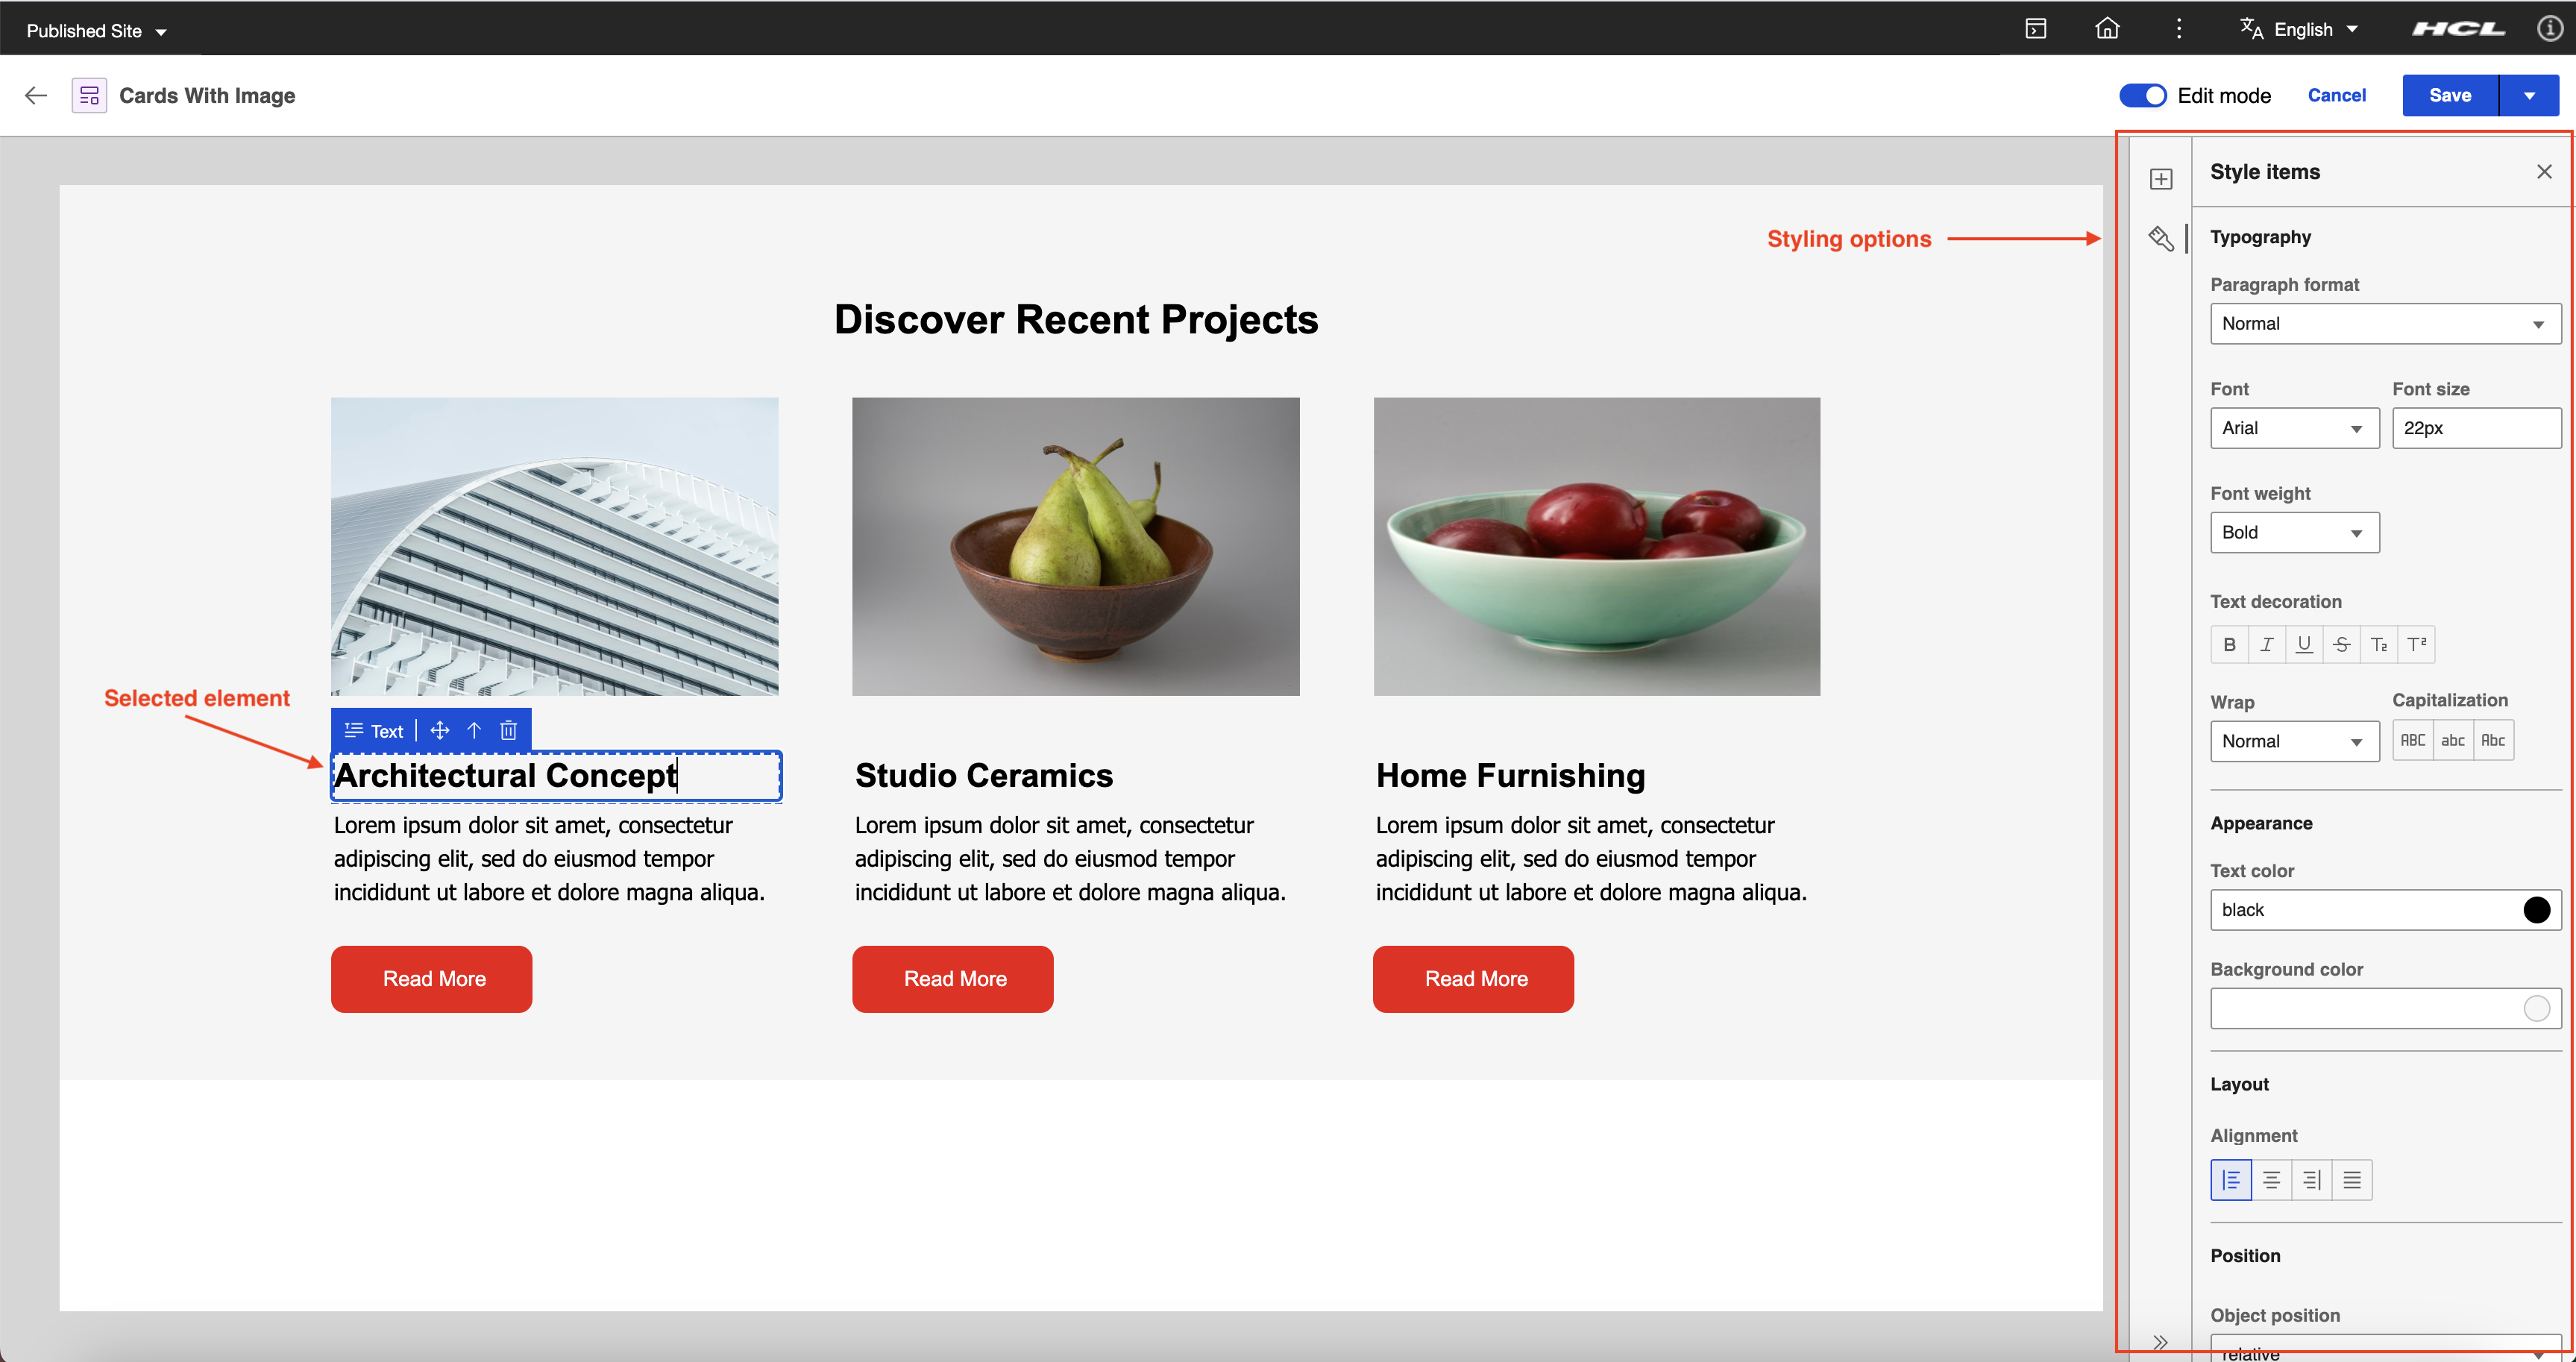 Published Site
English
HCL
Cards With Image
Edit mode
Cancel
Save
Style items
Styling options
Typography
Paragraph format
Normal
Font
Font size
Arial
22px
Font weight
Bold
Text decoration
B I U S T2 T2
Wrap
Capitalization
Normal
ABC abc Abc
Appearance
Text color
black
Background color
Layout
Alignment
Position
Object position
relative
Discover Recent Projects
Selected element
Text
Architectural Concept
Lorem ipsum dolor sit amet, consectetur
adipiscing elit, sed do eiusmod tempor
incididunt ut labore et dolore magna aliqua.
Read More
Studio Ceramics
Lorem ipsum dolor sit amet, consectetur
adipiscing elit, sed do eiusmod tempor
incididunt ut labore et dolore magna aliqua.
Read More
Home Furnishing
Lorem ipsum dolor sit amet, consectetur
adipiscing elit, sed do eiusmod tempor
incididunt ut labore et dolore magna aliqua.
Read More